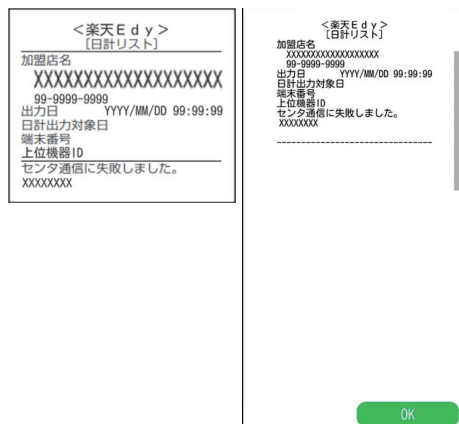 <楽天Edy>
[日計リスト]
加盟店名
XXXXXXXXXXXXXXXXXXX
99-9999-9999
出力日 YYYY/MM/DD 99:99:99
日計出力対象日
端末番号
上位機器ID
センタ通信に失敗しました。
XXXXXXXX
<楽天Edy>
[日計リスト]
加盟店名
XXXXXXXXXXXXXXXXXXX
99-9999-9999
出力日 YYYY/MM/DD 99:99:99
日計出力対象日
端末番号
上位機器ID
センタ通信に失敗しました。
XXXXXXXX
--------------------------------
OK